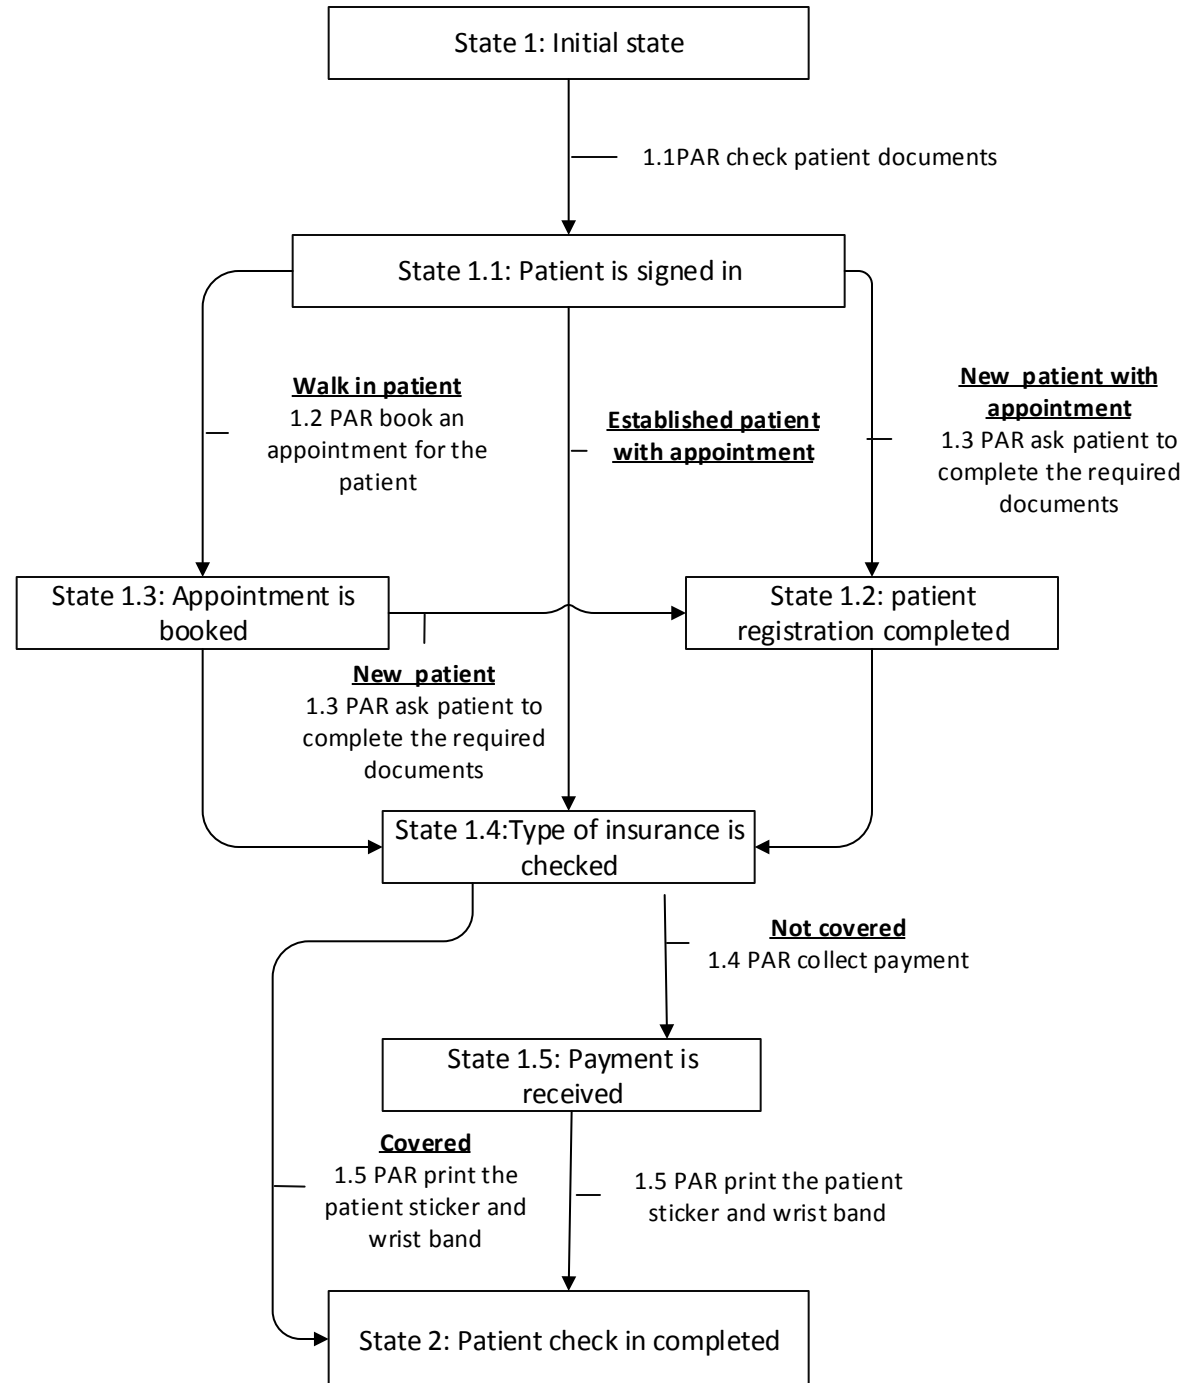 State 1: Initial state
1.1PAR check patient documents
State 1.1: Patient is signed in
Walk in patient
1.2 PAR book an
appointment for the
patient
Established patient
with appointment
New patient with
appointment
1.3 PAR ask patient to
complete the required
documents
State 1.3: Appointment is
booked
State 1.2: patient
registration completed
New patient
1.3 PAR ask patient to
complete the required
documents
State 1.4:Type of insurance is
checked
Not covered
1.4 PAR collect payment
State 1.5: Payment is
received
Covered
1.5 PAR print the
patient sticker and
wrist band
1.5 PAR print the patient
sticker and wrist band
State 2: Patient check in completed